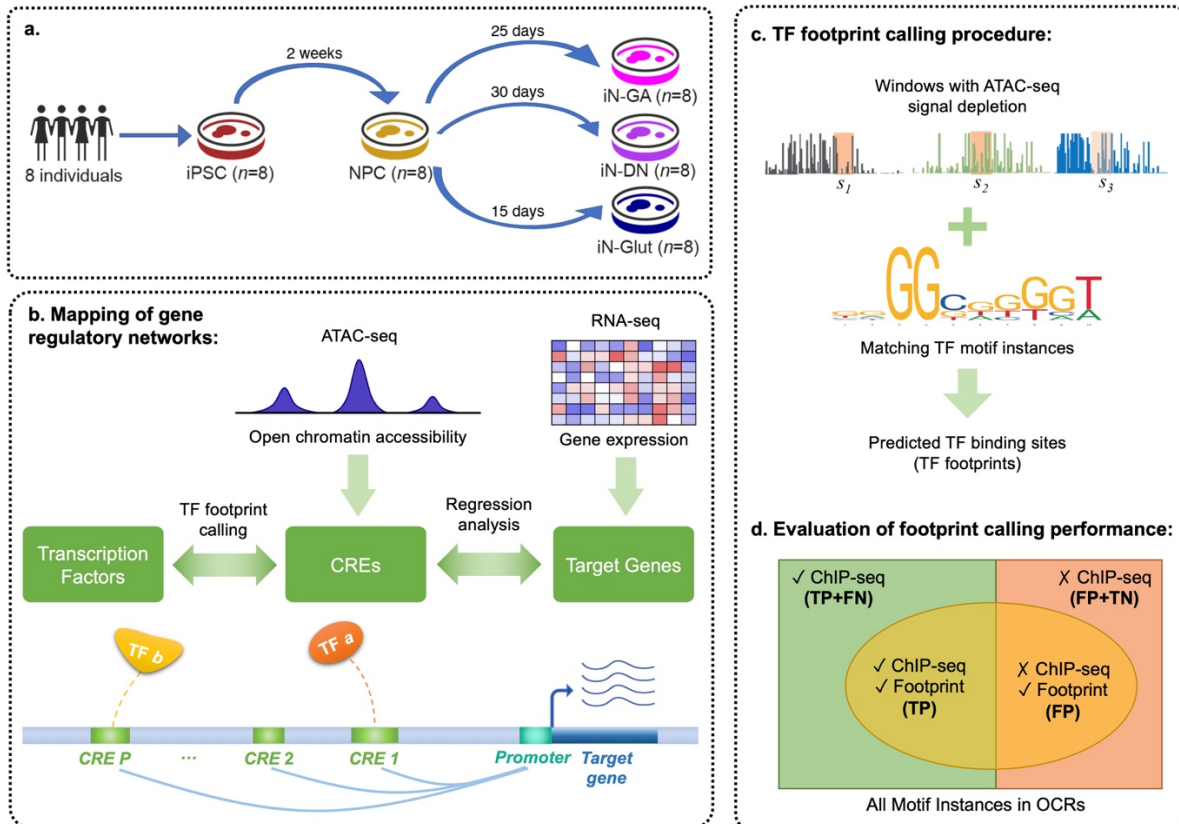 a.
8 individuals
2 weeks
iPSC (n=8)
NPC (n=8)
25 days
30 days
15 days
iN-GA (n=8)
iN-DN (n=8)
iN-Glut (n=8)
b. Mapping of gene
regulatory networks:
ATAC-seq
RNA-seq
Open chromatin accessibility
Gene expression
TF footprint
calling
Regression
analysis
Transcription
Factors
CREs
Target Genes
TF b
TF a
CRE P
...
CRE 2
CRE 1
Promoter
Target
gene
c. TF footprint calling procedure:
Windows with ATAC-seq
signal depletion
s1
s2
s3
GG
C
G
G
G
G
T
Matching TF motif instances
Predicted TF binding sites
(TF footprints)
d. Evaluation of footprint calling performance:
✓ ChIP-seq
(TP+FN)
✗ ChIP-seq
(FP+TN)
✓ ChIP-seq
✓ Footprint
(TP)
✗ ChIP-seq
✓ Footprint
(FP)
All Motif Instances in OCRs